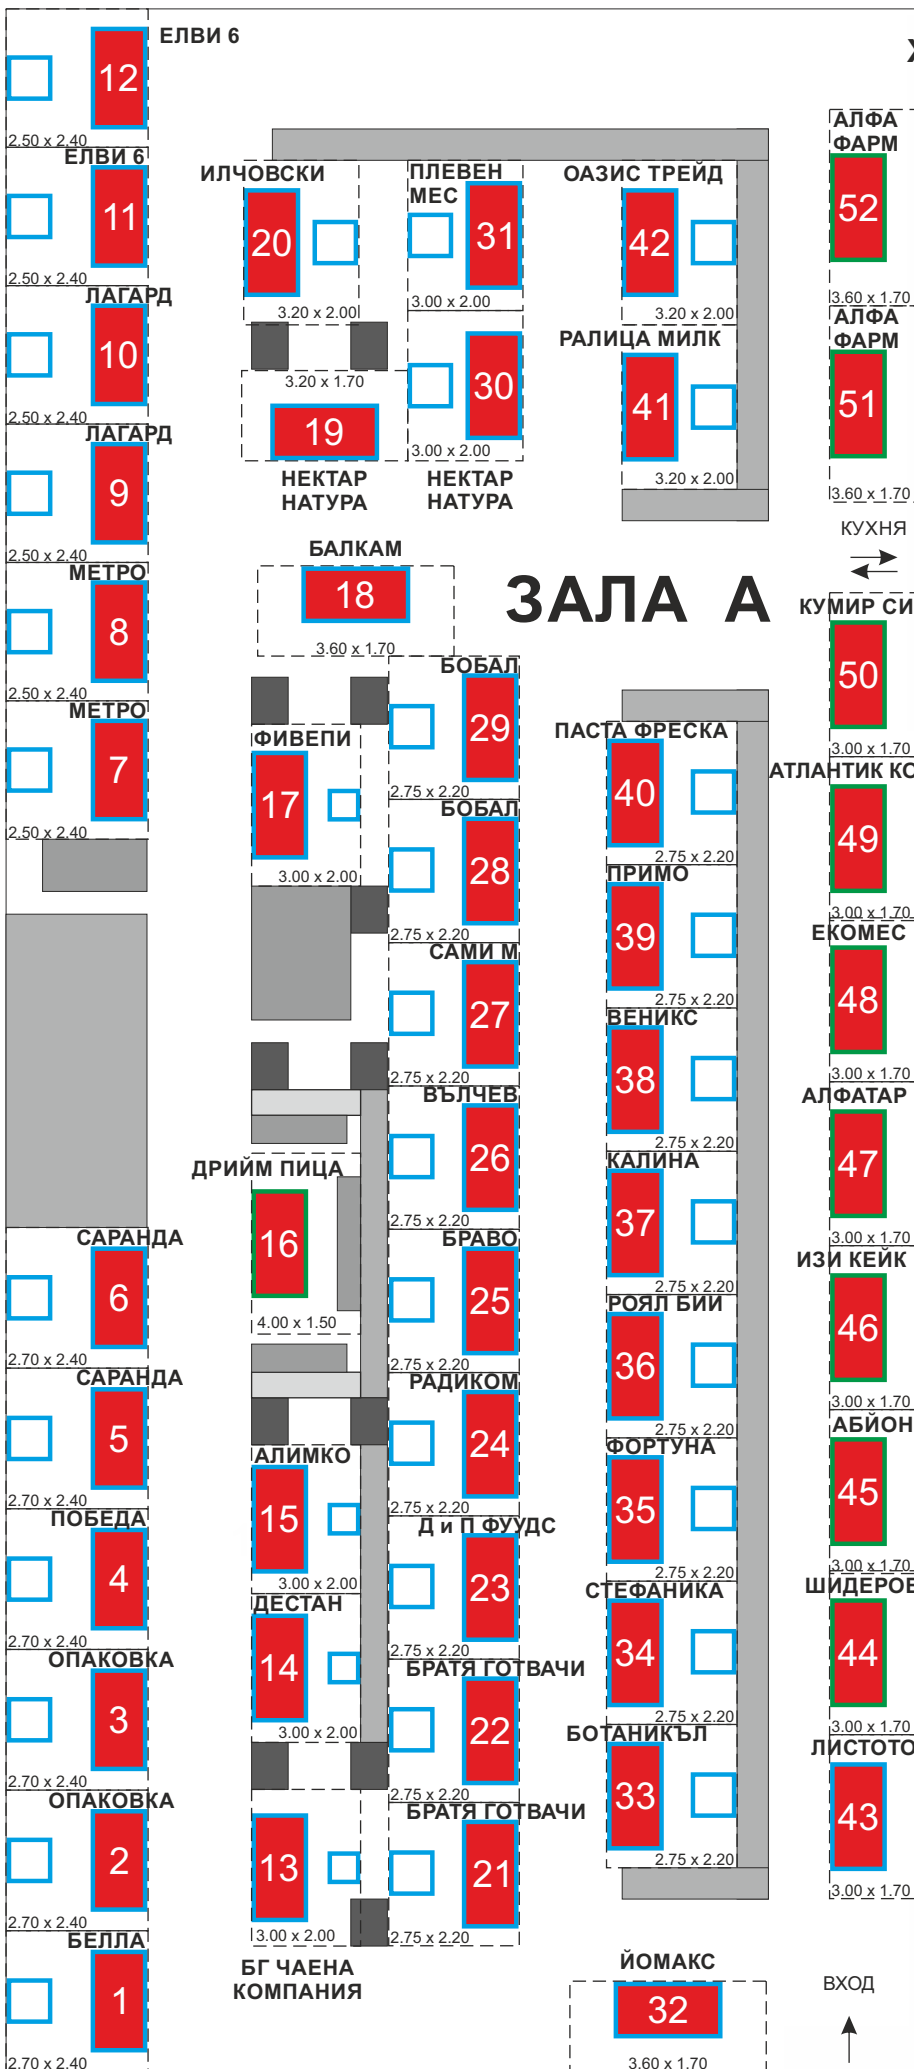 ЕЛВИ 6
12
2.50 x 2.40
ЕЛВИ 6
11
2.50 x 2.40
ЛАГАРД
10
2.50 x 2.40
ЛАГАРД
9
2.50 x 2.40
МЕТРО
8
2.50 x 2.40
МЕТРО
7
2.50 x 2.40
САРАНДА
6
2.70 x 2.40
САРАНДА
5
2.70 x 2.40
ПОБЕДА
4
2.70 x 2.40
ОПАКОВКА
3
2.70 x 2.40
ОПАКОВКА
2
2.70 x 2.40
БЕЛЛА
1
2.70 x 2.40
ИЛЧОВСКИ
20
3.20 x 2.00
3.20 x 1.70
19
НЕКТАР
НАТУРА
БАЛКАМ
18
3.60 x 1.70
ФИВЕПИ
17
3.00 x 2.00
ДРИЙМ ПИЦА
16
4.00 x 1.50
АЛИМКО
15
3.00 x 2.00
ДЕСТАН
14
3.00 x 2.00
13
3.00 x 2.00
БГ ЧАЕНА
КОМПАНИЯ
ПЛЕВЕН
МЕС
31
3.00 x 2.00
30
3.00 x 2.00
НЕКТАР
НАТУРА
ЗАЛА А
БОБАЛ
29
2.75 x 2.20
БОБАЛ
28
2.75 x 2.20
САМИ М
27
2.75 x 2.20
ВЪЛЧЕВ
26
2.75 x 2.20
БРАВО
25
2.75 x 2.20
РАДИКОМ
24
2.75 x 2.20
Д и П ФУУДС
23
2.75 x 2.20
БРАТЯ ГОТВАЧИ
22
2.75 x 2.20
БРАТЯ ГОТВАЧИ
21
2.75 x 2.20
ОАЗИС ТРЕЙД
42
3.20 x 2.00
РАЛИЦА МИЛК
41
3.20 x 2.00
ПАСТА ФРЕСКА
40
2.75 x 2.20
ПРИМО
39
2.75 x 2.20
ВЕНИКС
38
2.75 x 2.20
КАЛИНА
37
2.75 x 2.20
РОЯЛ БИЙ
36
2.75 x 2.20
ФОРТУНА
35
2.75 x 2.20
СТЕФАНИКА
34
2.75 x 2.20
БОТАНИКЪЛ
33
2.75 x 2.20
ЙОМАКС
32
3.60 x 1.70
АЛФА
ФАРМ
52
3.60 x 1.70
АЛФА
ФАРМ
51
3.60 x 1.70
КУХНЯ
КУМИР СИ
50
3.00 x 1.70
АТЛАНТИК КО
49
3.00 x 1.70
ЕКОМЕС
48
3.00 x 1.70
АЛФАТАР
47
3.00 x 1.70
ИЗИ КЕЙК
46
3.00 x 1.70
АБЙОН
45
3.00 x 1.70
ШИДЕРОВ
44
3.00 x 1.70
ЛИСТОТО
43
3.00 x 1.70
ВХОД